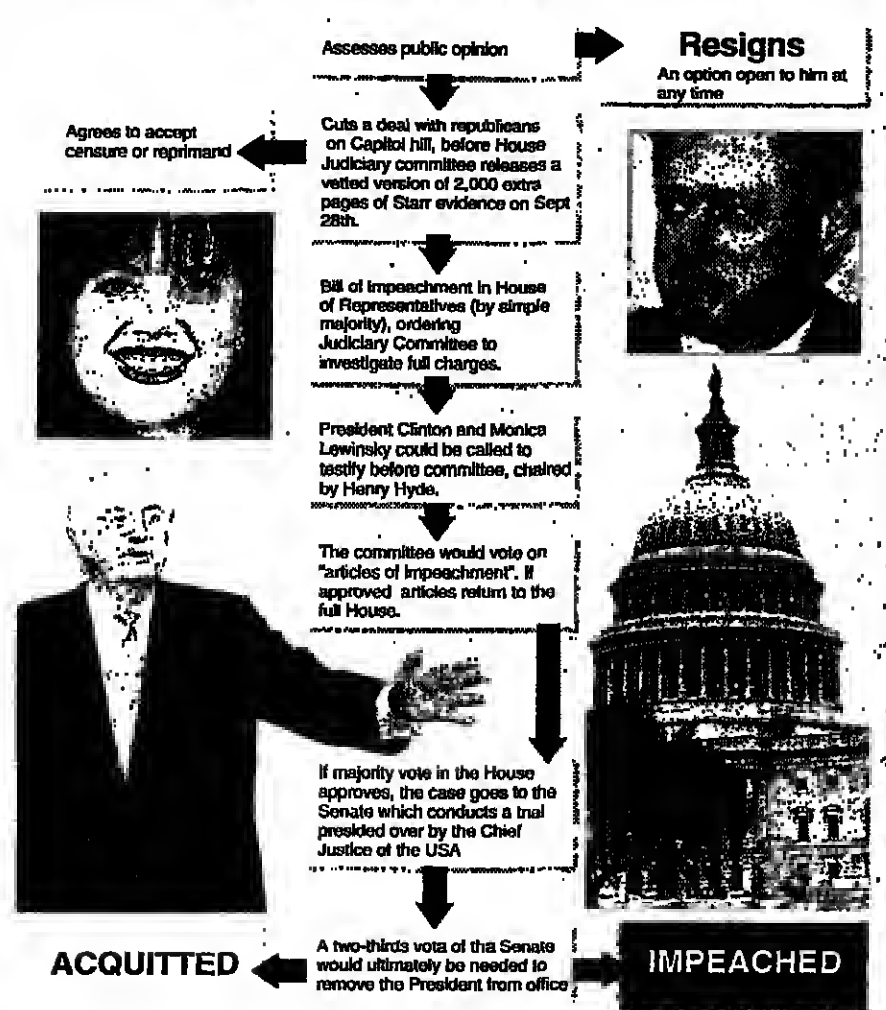 Assesses public opinion
Resigns
An option open to him at
any time
Agrees to accept
censure or reprimand
Cuts a deal with republicans
on Capitol hill, before House
Judiciary committee releases a
vetted version of 2,000 extra
pages of Starr evidence on Sept
28th.
Bill of Impeachment in House
of Representatives (by simple
majority), ordering
Judiciary Committee to
investigate full charges.
President Clinton and Monica
Lewinsky could be called to
testify before committee, chaired
by Henry Hyde.
The committee would vote on
"articles of Impeachment". If
approved articles return to the
full House.
If majority vote in the House
approves, the case goes to the
Senate which conducts a trial
presided over by the Chief
Justice of the USA
A two-thirds vote of the Senate
would ultimately be needed to
remove the President from office
ACQUITTED
IMPEACHED